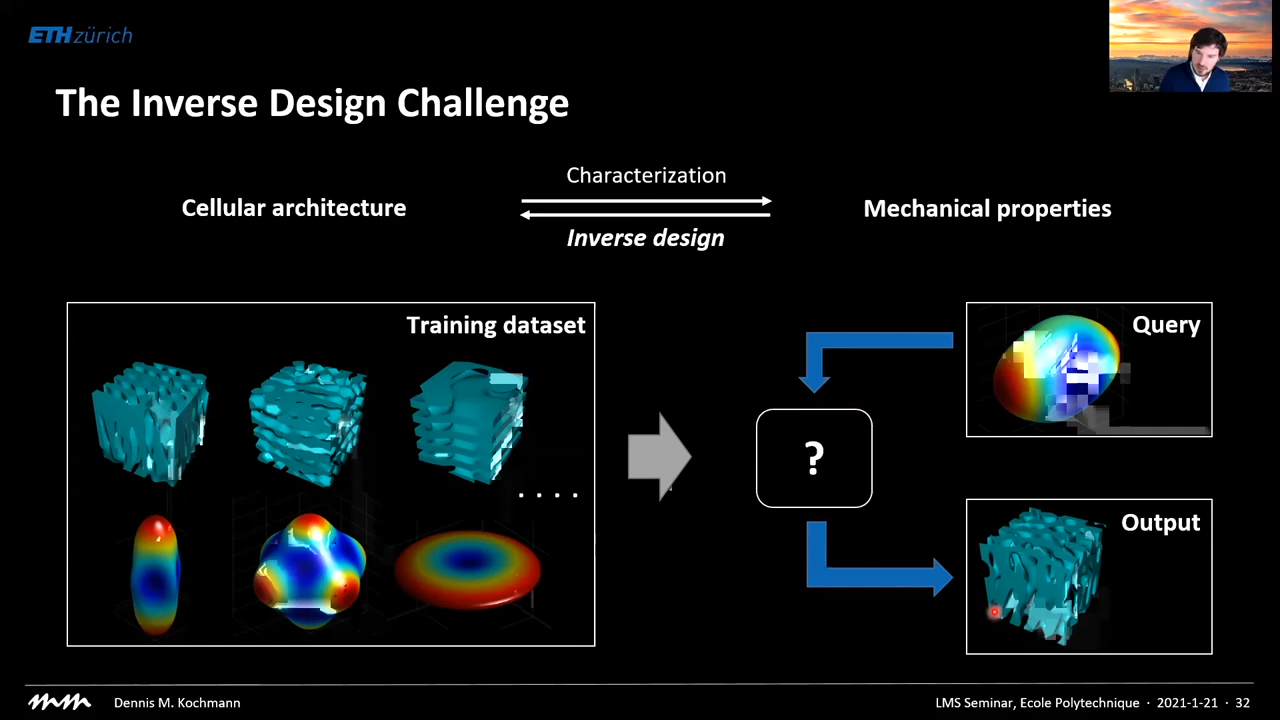 ETH zürich
The Inverse Design Challenge
Characterization
Cellular architecture
Mechanical properties
Inverse design
Training dataset
. . . .
Query
?
Output
Dennis M. Kochmann
LMS Seminar, Ecole Polytechnique · 2021-1-21 · 32